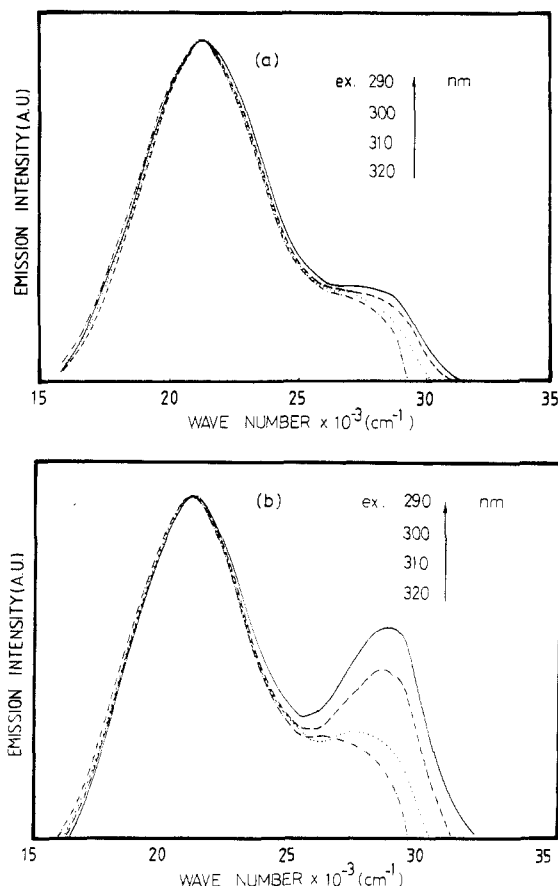 (a)
ex. 290 nm
300
310
320
EMISSION INTENSITY(A.U)
15 20 25 30 35
WAVE NUMBER × 10⁻³(cm⁻¹)
(b)
ex. 290 nm
300
310
320
EMISSION INTENSITY(A.U.)
15 20 25 30 35
WAVE NUMBER × 10⁻³(cm⁻¹)